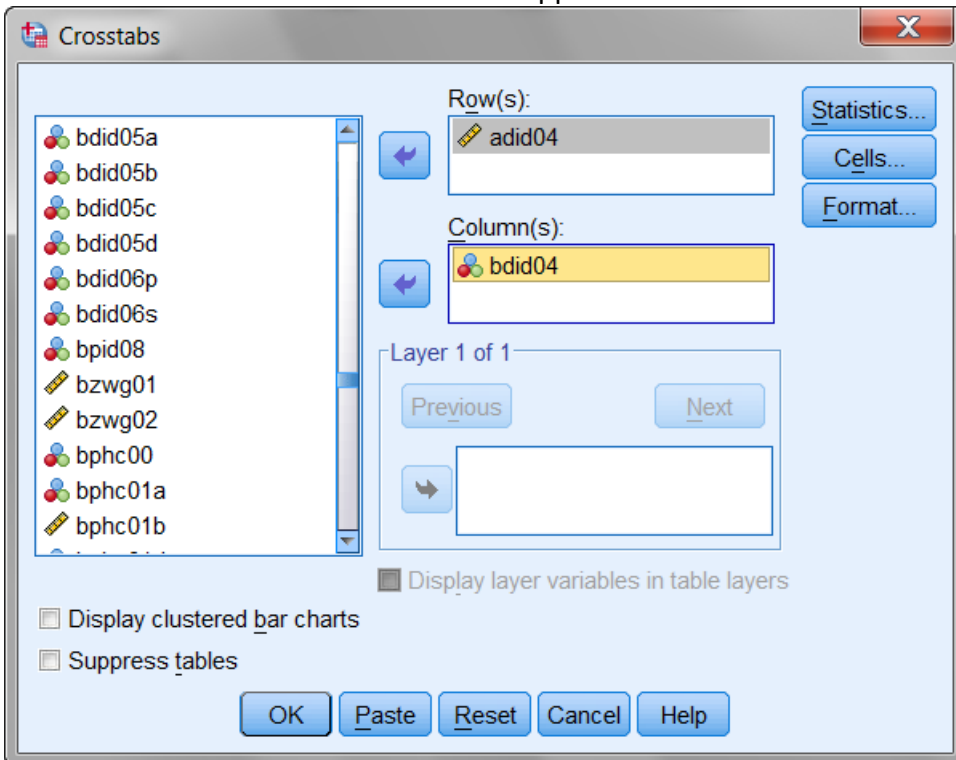 Crosstabs
bdid05a
bdid05b
bdid05c
bdid05d
bdid06p
bdid06s
bpid08
bzwg01
bzwg02
bphc00
bphc01a
bphc01b
Row(s):
adid04
Column(s):
bdid04
Layer 1 of 1
Previous Next
Display layer variables in table layers
Statistics...
Cells...
Format...
Display clustered bar charts
Suppress tables
OK Paste Reset Cancel Help